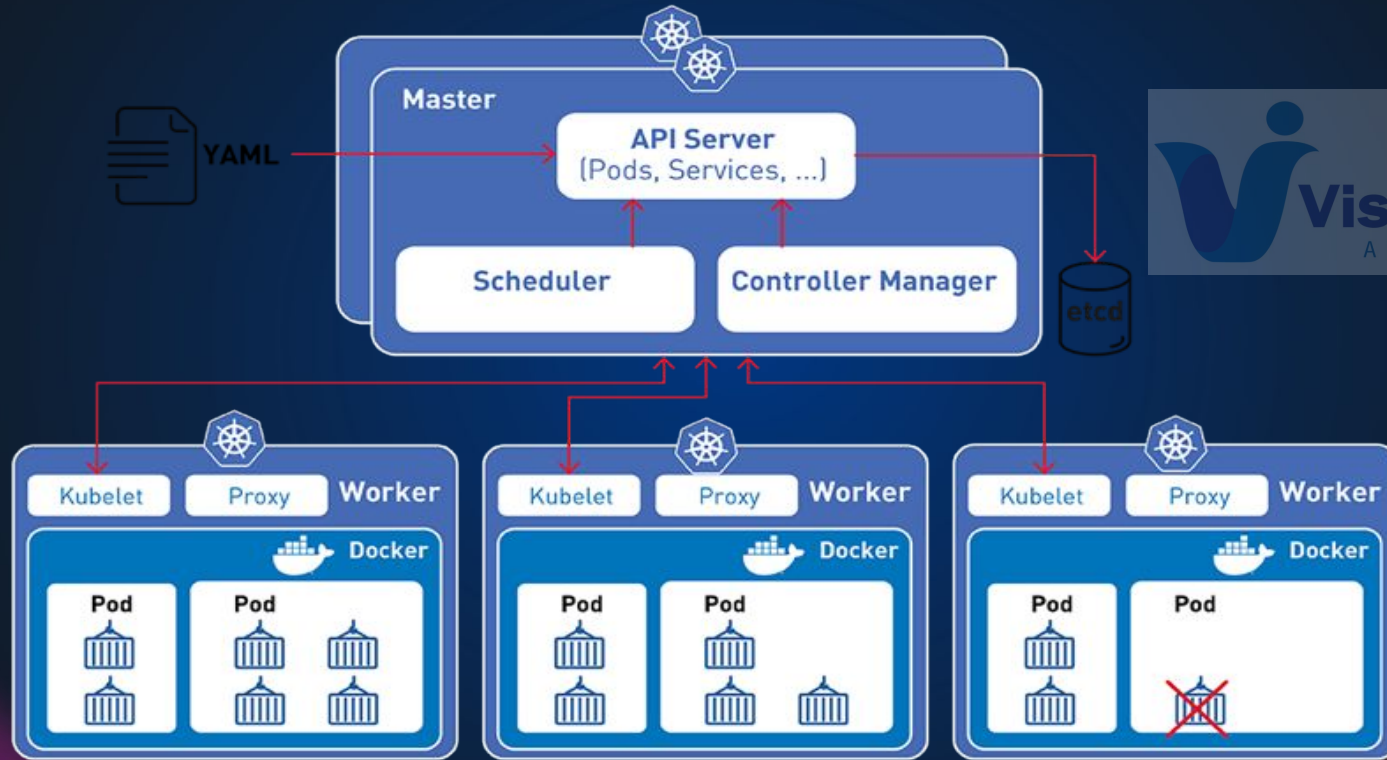 Master
YAML
API Server
(Pods, Services, ...)
Scheduler
Controller Manager
etcd
Vis
A
Kubelet
Proxy
Worker
Docker
Pod
Pod
Kubelet
Proxy
Worker
Docker
Pod
Pod
Kubelet
Proxy
Worker
Docker
Pod
Pod